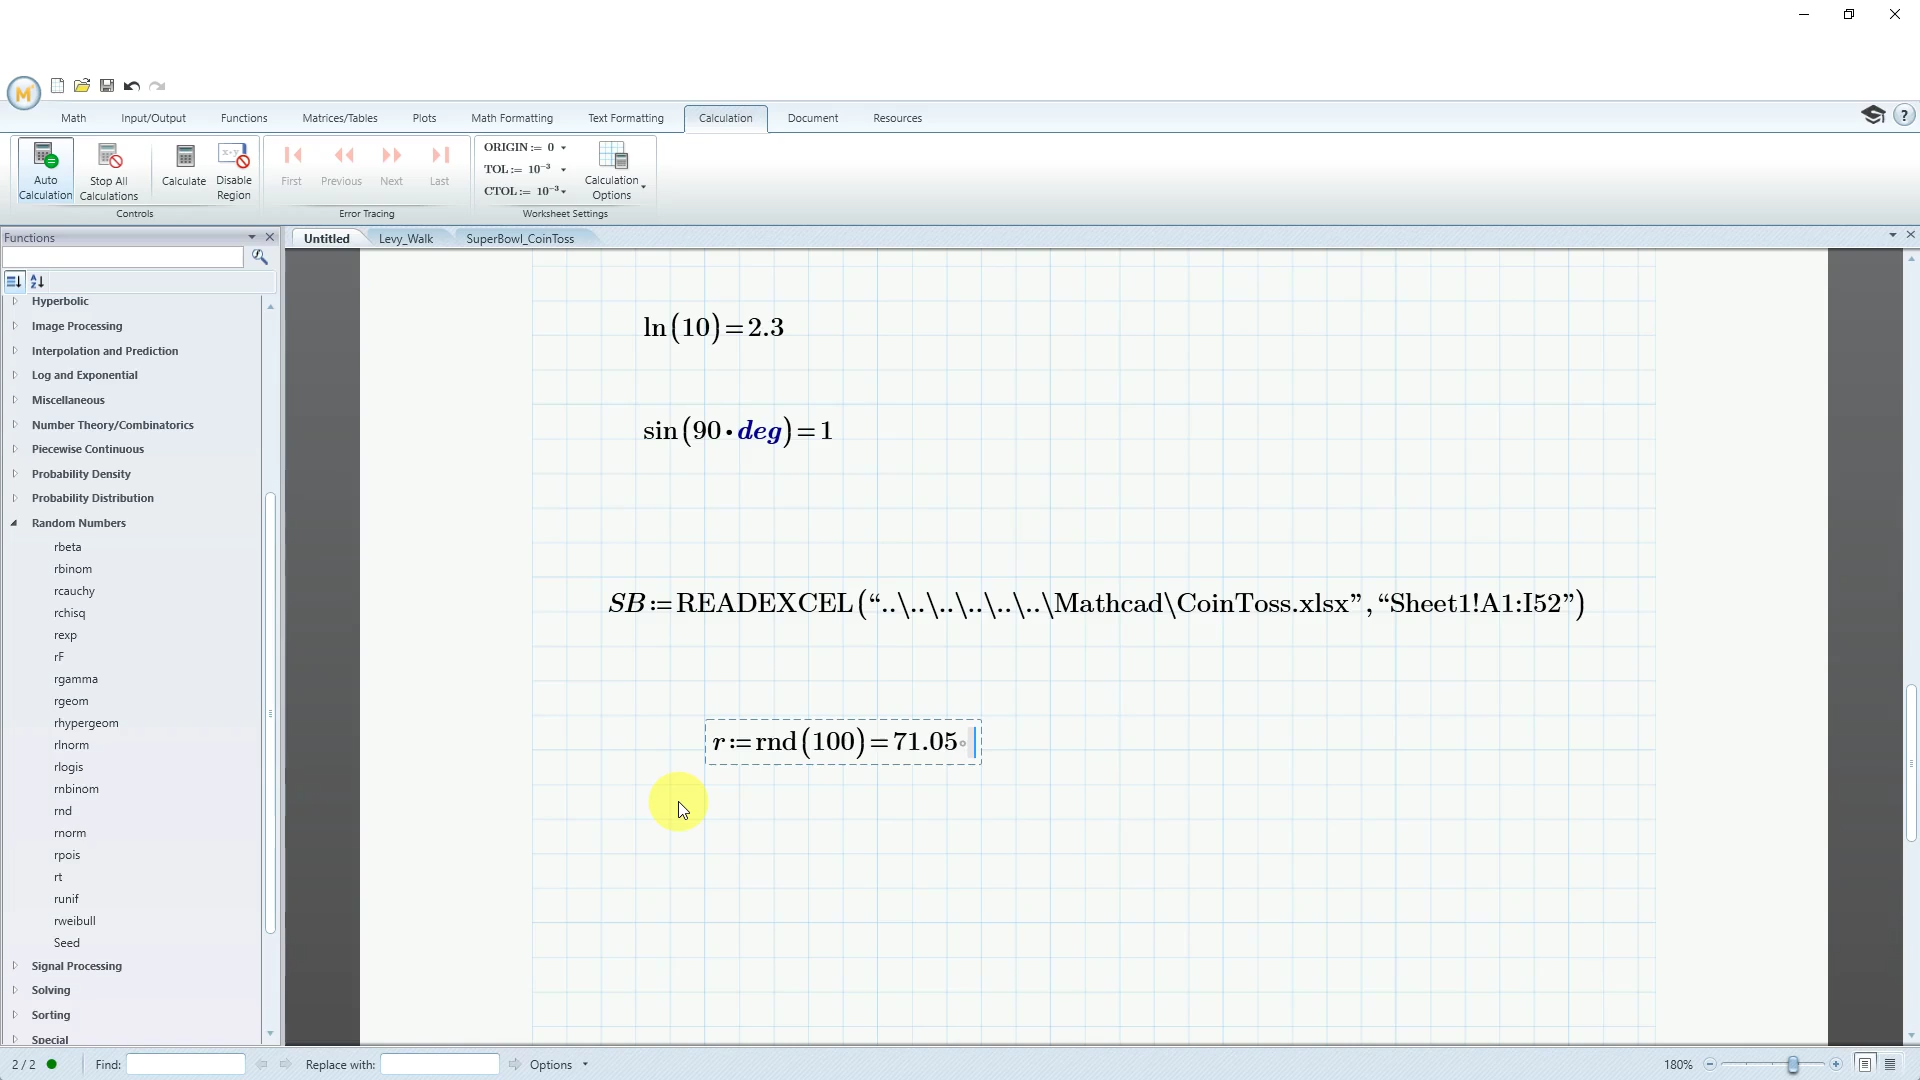 Math Input/Output Functions Matrices/Tables Plots Math Formatting Text Formatting Calculation Document Resources
Auto Calculation
Stop All Calculations
Calculate
Disable Region
Controls
First Previous Next Last
Error Tracing
ORIGIN:= 0
TOL:= 10⁻³
CTOL:= 10⁻³
Calculation Options
Worksheet Settings
Functions
Untitled Levy_Walk SuperBowl_CoinToss
Hyperbolic
Image Processing
Interpolation and Prediction
Log and Exponential
Miscellaneous
Number Theory/Combinatorics
Piecewise Continuous
Probability Density
Probability Distribution
Random Numbers
rbeta
rbinom
rcauchy
rchisq
rexp
rF
rgamma
rgeom
rhypergeom
rlnorm
rlogis
rnbinom
rnd
rnorm
rpois
rt
runif
rweibull
Seed
Signal Processing
Solving
Sorting
Special
ln(10)=2.3
sin(90•deg)=1
SB:=READEXCEL(“..\..\..\..\..\..\Mathcad\CoinToss.xlsx”,“Sheet1!A1:I52”)
r:=rnd(100)=71.05
2 / 2 Find: Replace with: Options 180%